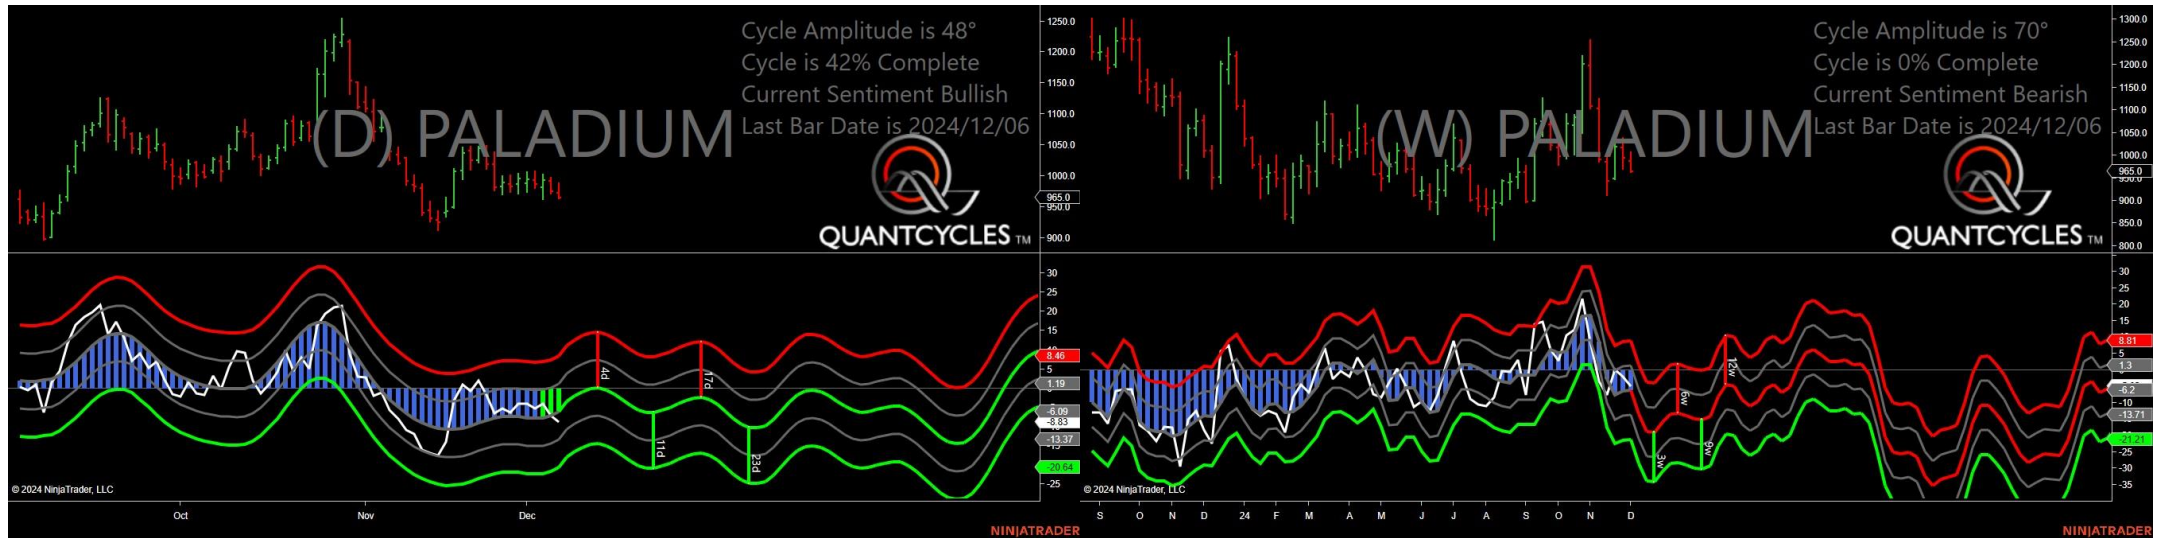 Cycle Amplitude is 48°
Cycle is 42% Complete
Current Sentiment Bullish
Last Bar Date is 2024/12/06
(D) PALADIUM
QUANTCYCLES TM
1250.0
1200.0
1150.0
1100.0
1050.0
1000.0
965.0
950.0
900.0
30
25
20
15
8.46
5
1.19
-6.09
-8.83
-13.37
-20.64
-25
4d
11d
17d
23d
© 2024 NinjaTrader, LLC
Oct Nov Dec
NINJATRADER
Cycle Amplitude is 70°
Cycle is 0% Complete
Current Sentiment Bearish
Last Bar Date is 2024/12/06
(W) PALADIUM
QUANTCYCLES TM
1300.0
1250.0
1200.0
1150.0
1100.0
1050.0
1000.0
965.0
900.0
850.0
800.0
30
25
20
15
8.81
5
1.3
-6.2
-10
-13.71
-21.21
-25
-30
-35
3w
6w
9w
12w
© 2024 NinjaTrader, LLC
S O N D 24 F M A M J J A S O N D
NINJATRADER